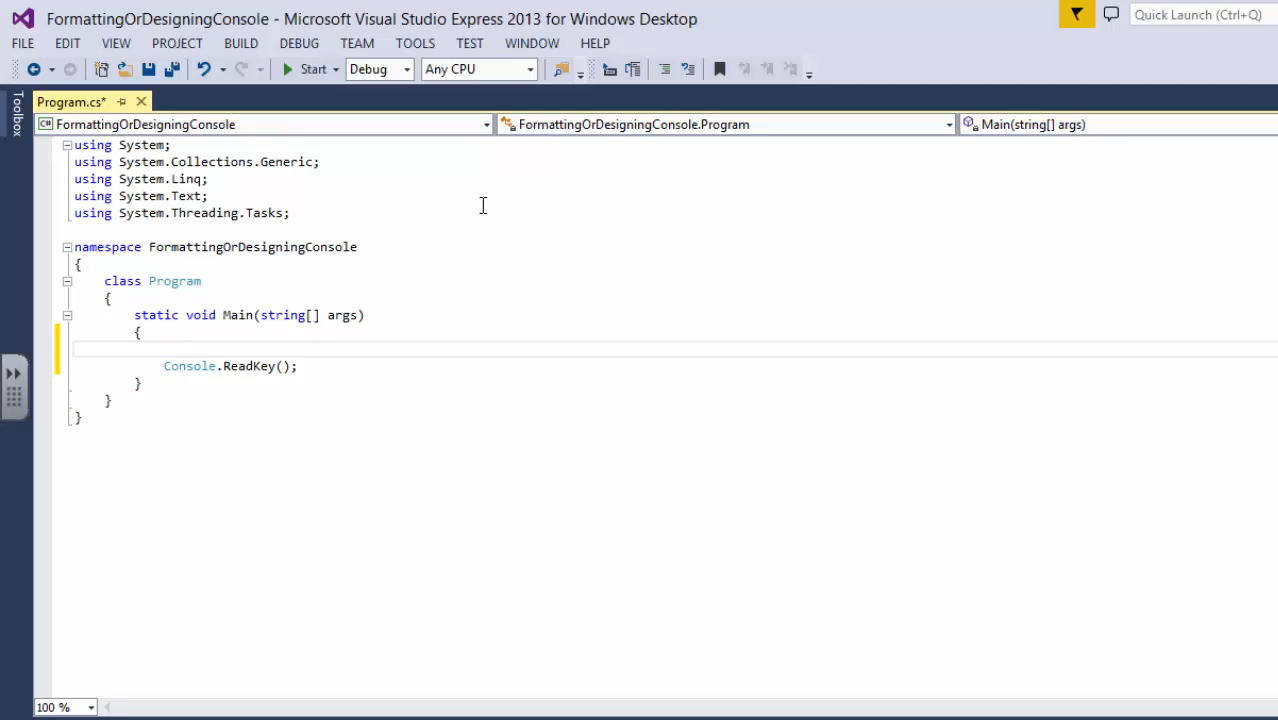 FormattingOrDesigningConsole - Microsoft Visual Studio Express 2013 for Windows Desktop
Quick Launch (Ctrl+Q)
FILE EDIT VIEW PROJECT BUILD DEBUG TEAM TOOLS TEST WINDOW HELP
Start Debug Any CPU
Toolbox
Program.cs*
C# FormattingOrDesigningConsole FormattingOrDesigningConsole.Program Main(string[] args)
using System;
using System.Collections.Generic;
using System.Linq;
using System.Text;
using System.Threading.Tasks;
namespace FormattingOrDesigningConsole
{
class Program
{
static void Main(string[] args)
{
Console.ReadKey();
}
}
}
100 %